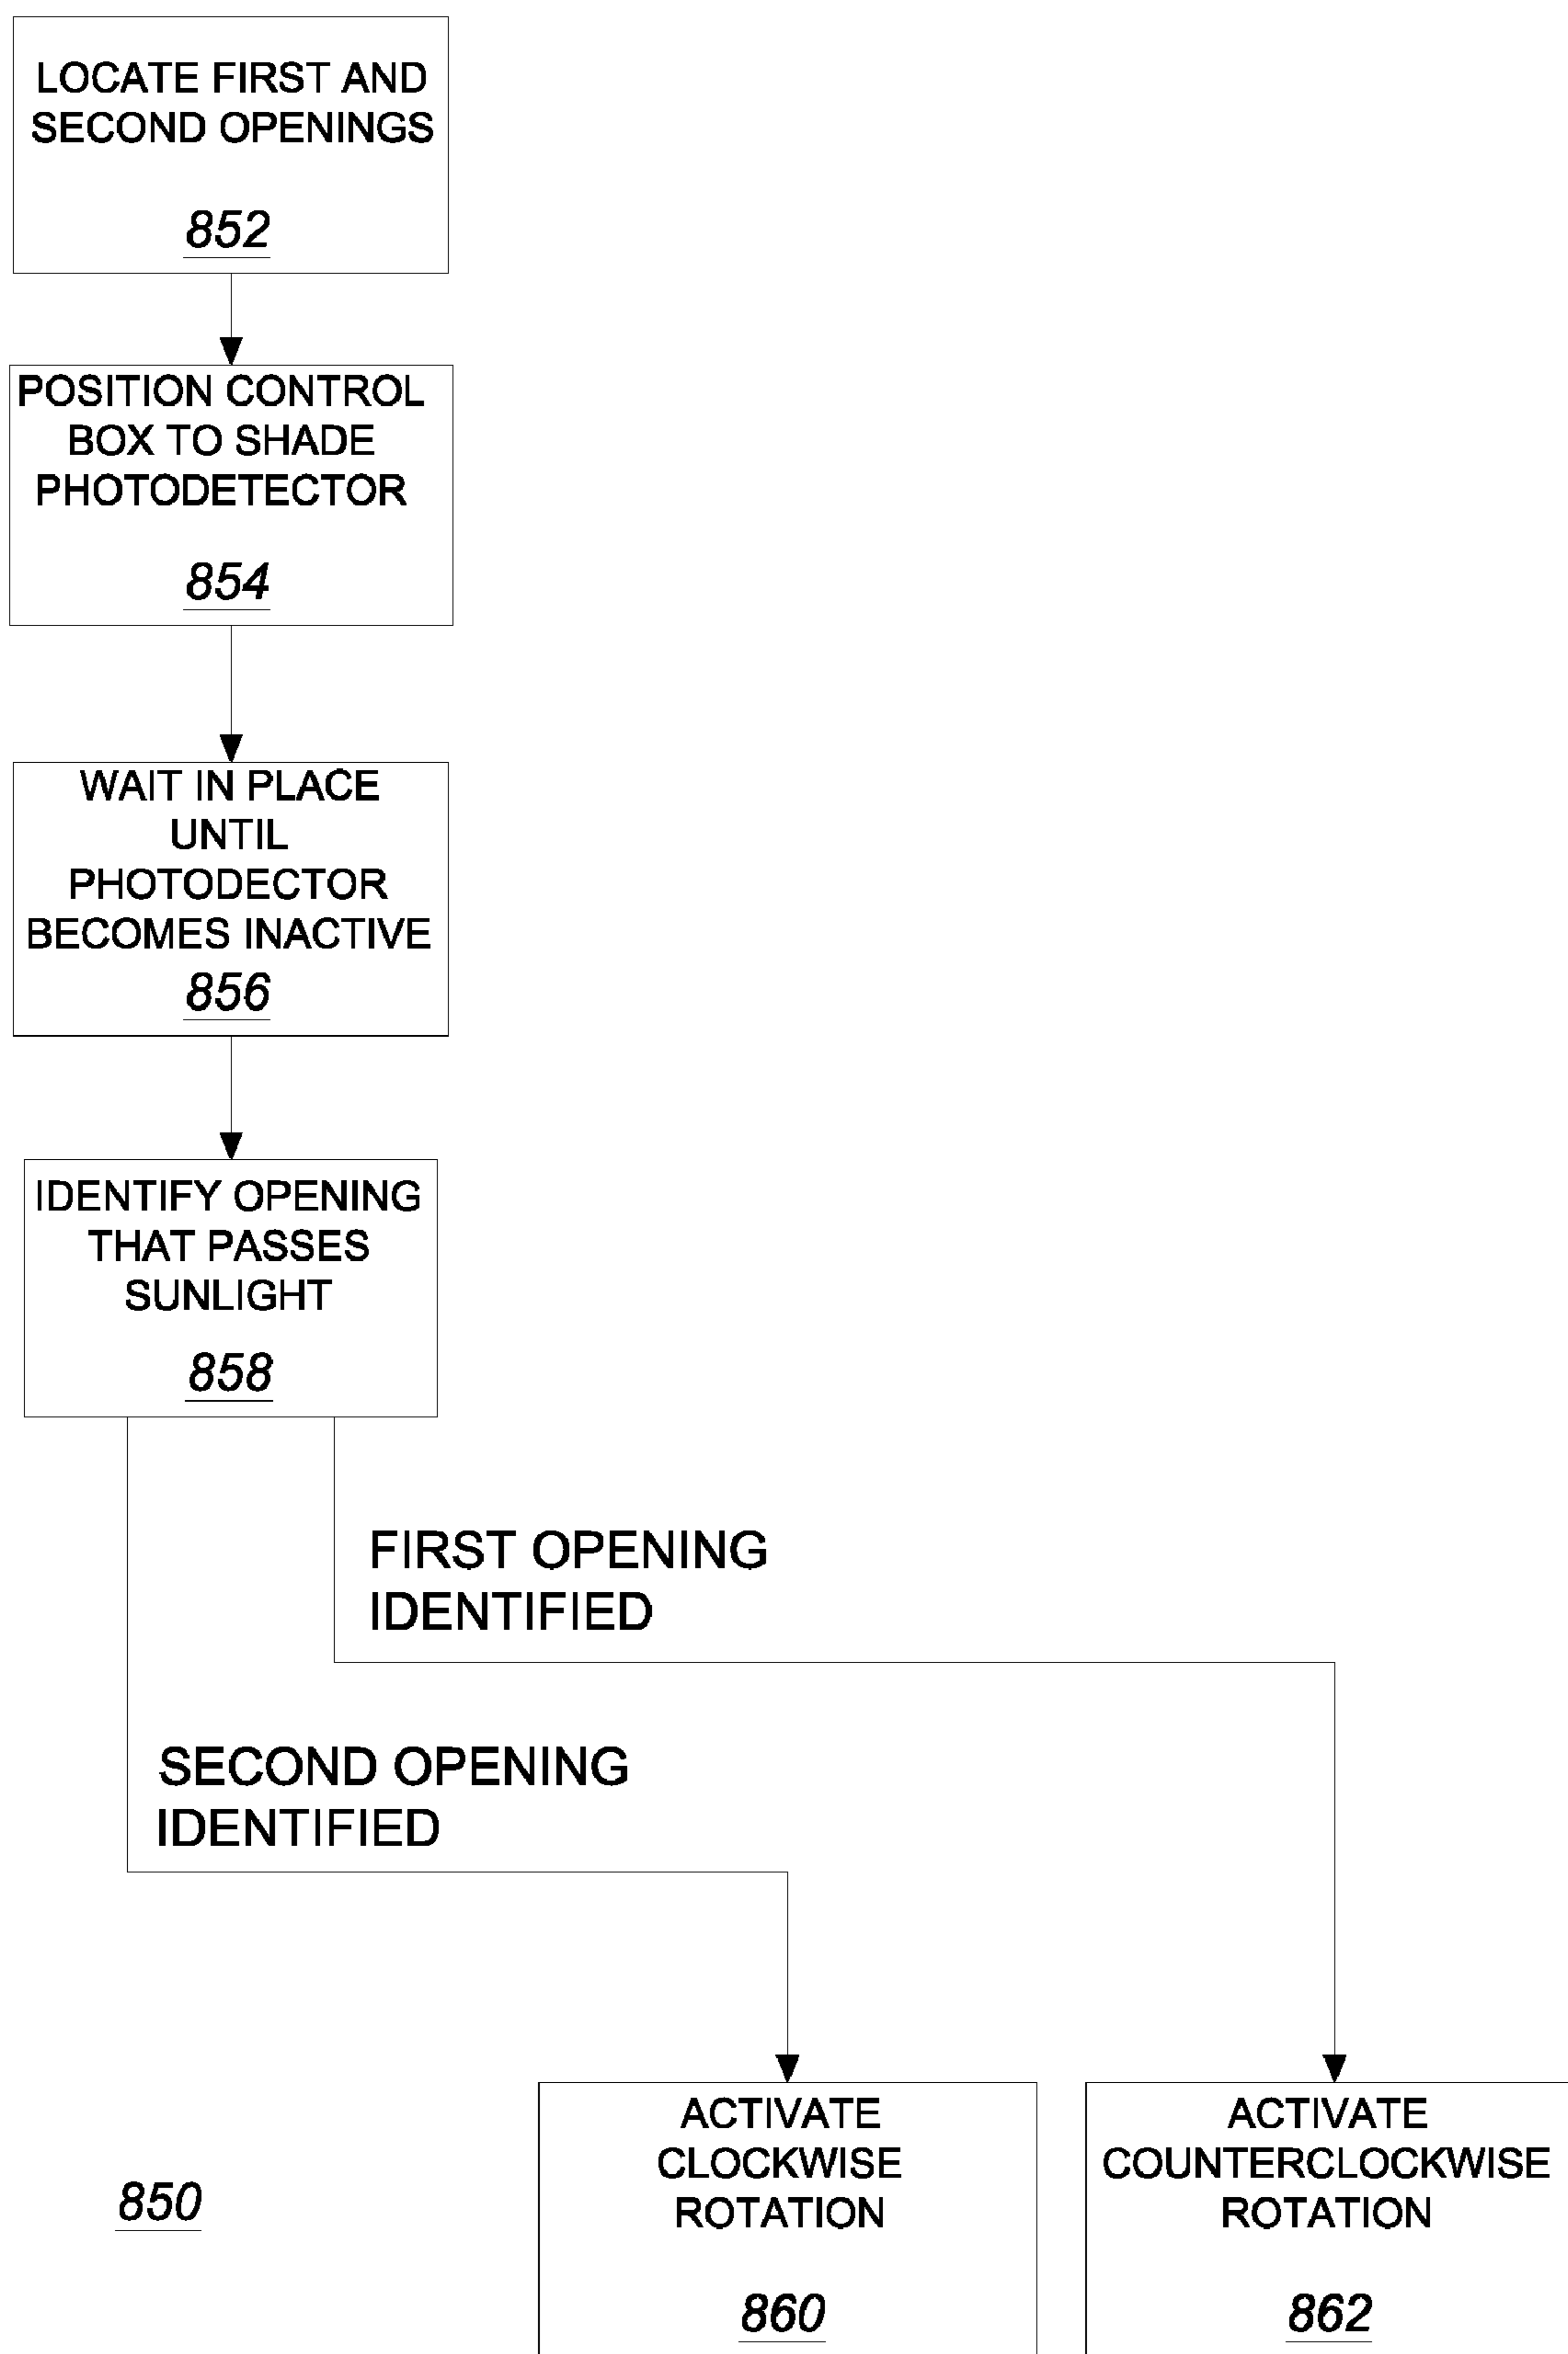 LOCATE FIRST AND
SECOND OPENINGS
852
POSITION CONTROL
BOX TO SHADE
PHOTODETECTOR
854
WAIT IN PLACE
UNTIL
PHOTODECTOR
BECOMES INACTIVE
856
IDENTIFY OPENING
THAT PASSES
SUNLIGHT
858
FIRST OPENING
IDENTIFIED
SECOND OPENING
IDENTIFIED
850
ACTIVATE
CLOCKWISE
ROTATION
860
ACTIVATE
COUNTERCLOCKWISE
ROTATION
862